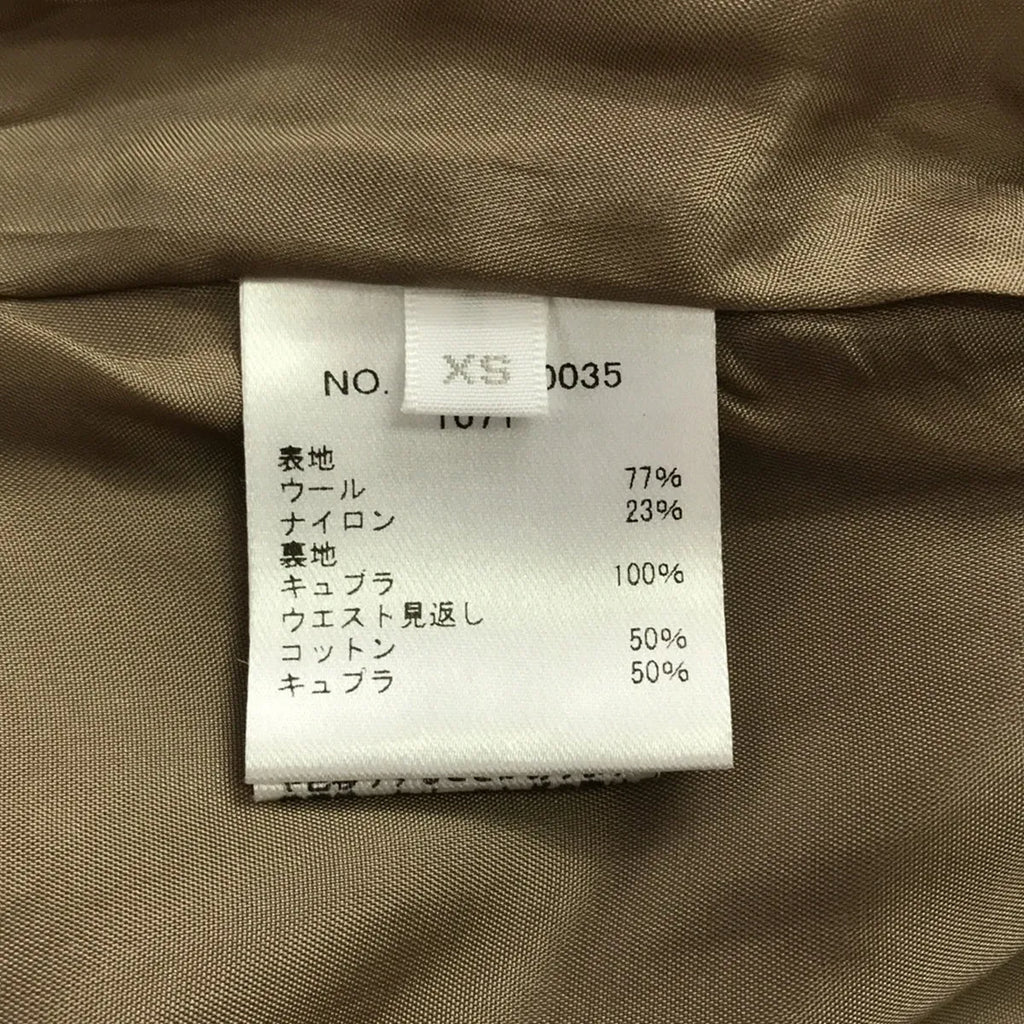 XS
NO. 0035
表地
ウール 77%
ナイロン 23%
裏地
キュプラ 100%
ウエスト見返し
コットン 50%
キュプラ 50%